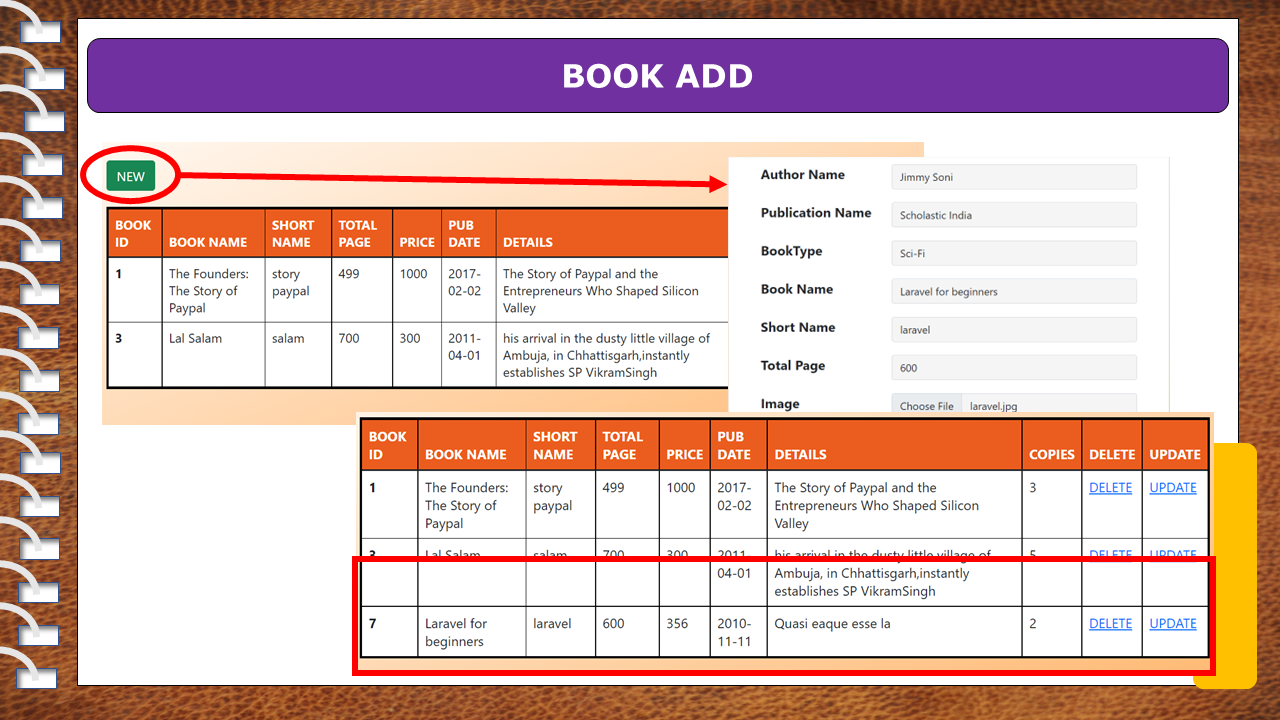 BOOK ADD
NEW
BOOK ID BOOK NAME SHORT NAME TOTAL PAGE PRICE PUB DATE DETAILS
1 The Founders: The Story of Paypal story paypal 499 1000 2017-02-02 The Story of Paypal and the Entrepreneurs Who Shaped Silicon Valley
3 Lal Salam salam 700 300 2011-04-01 his arrival in the dusty little village of Ambuja, in Chhattisgarh,instantly establishes SP VikramSingh
Author Name Jimmy Soni
Publication Name Scholastic India
BookType Sci-Fi
Book Name Laravel for beginners
Short Name laravel
Total Page 600
Image Choose File laravel.jpg
BOOK ID BOOK NAME SHORT NAME TOTAL PAGE PRICE PUB DATE DETAILS COPIES DELETE UPDATE
1 The Founders: The Story of Paypal story paypal 499 1000 2017-02-02 The Story of Paypal and the Entrepreneurs Who Shaped Silicon Valley 3 DELETE UPDATE
3 Lal Salam salam 700 300 2011-04-01 his arrival in the dusty little village of Ambuja, in Chhattisgarh,instantly establishes SP VikramSingh 5 DELETE UPDATE
7 Laravel for beginners laravel 600 356 2010-11-11 Quasi eaque esse la 2 DELETE UPDATE